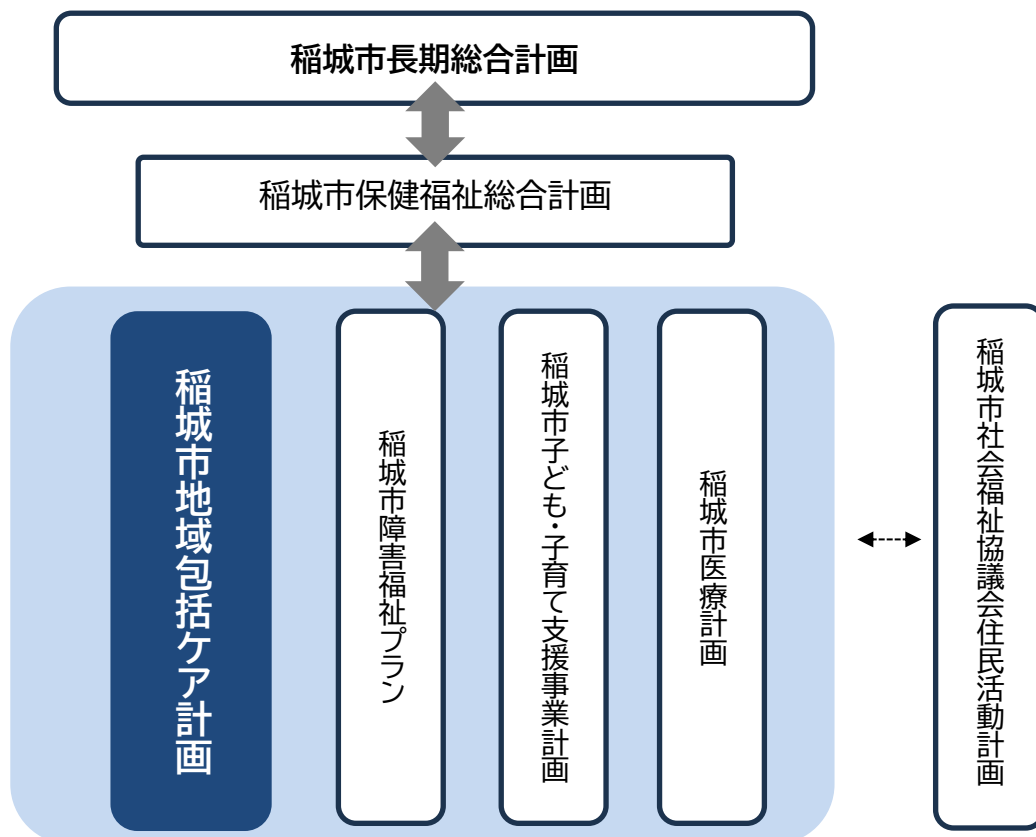 稲城市長期総合計画
稲城市保健福祉総合計画
稲城市地域包括ケア計画
稲城市障害福祉プラン
稲城市子ども・子育て支援事業計画
稲城市医療計画
稲城市社会福祉協議会住民活動計画